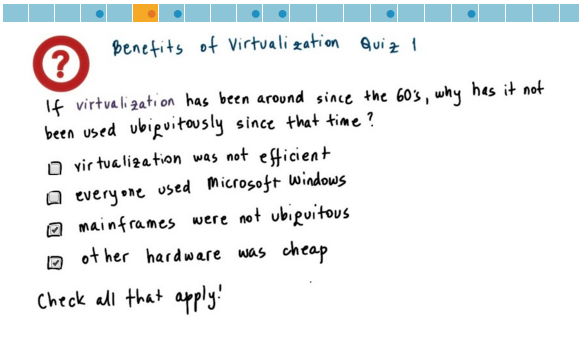 ?
Benefits of Virtualization Quiz 1
If virtualization has been around since the 60's, why has it not
been used ubiquitously since that time?
virtualization was not efficient
everyone used Microsoft Windows
mainframes were not ubiquitous
other hardware was cheap
Check all that apply!